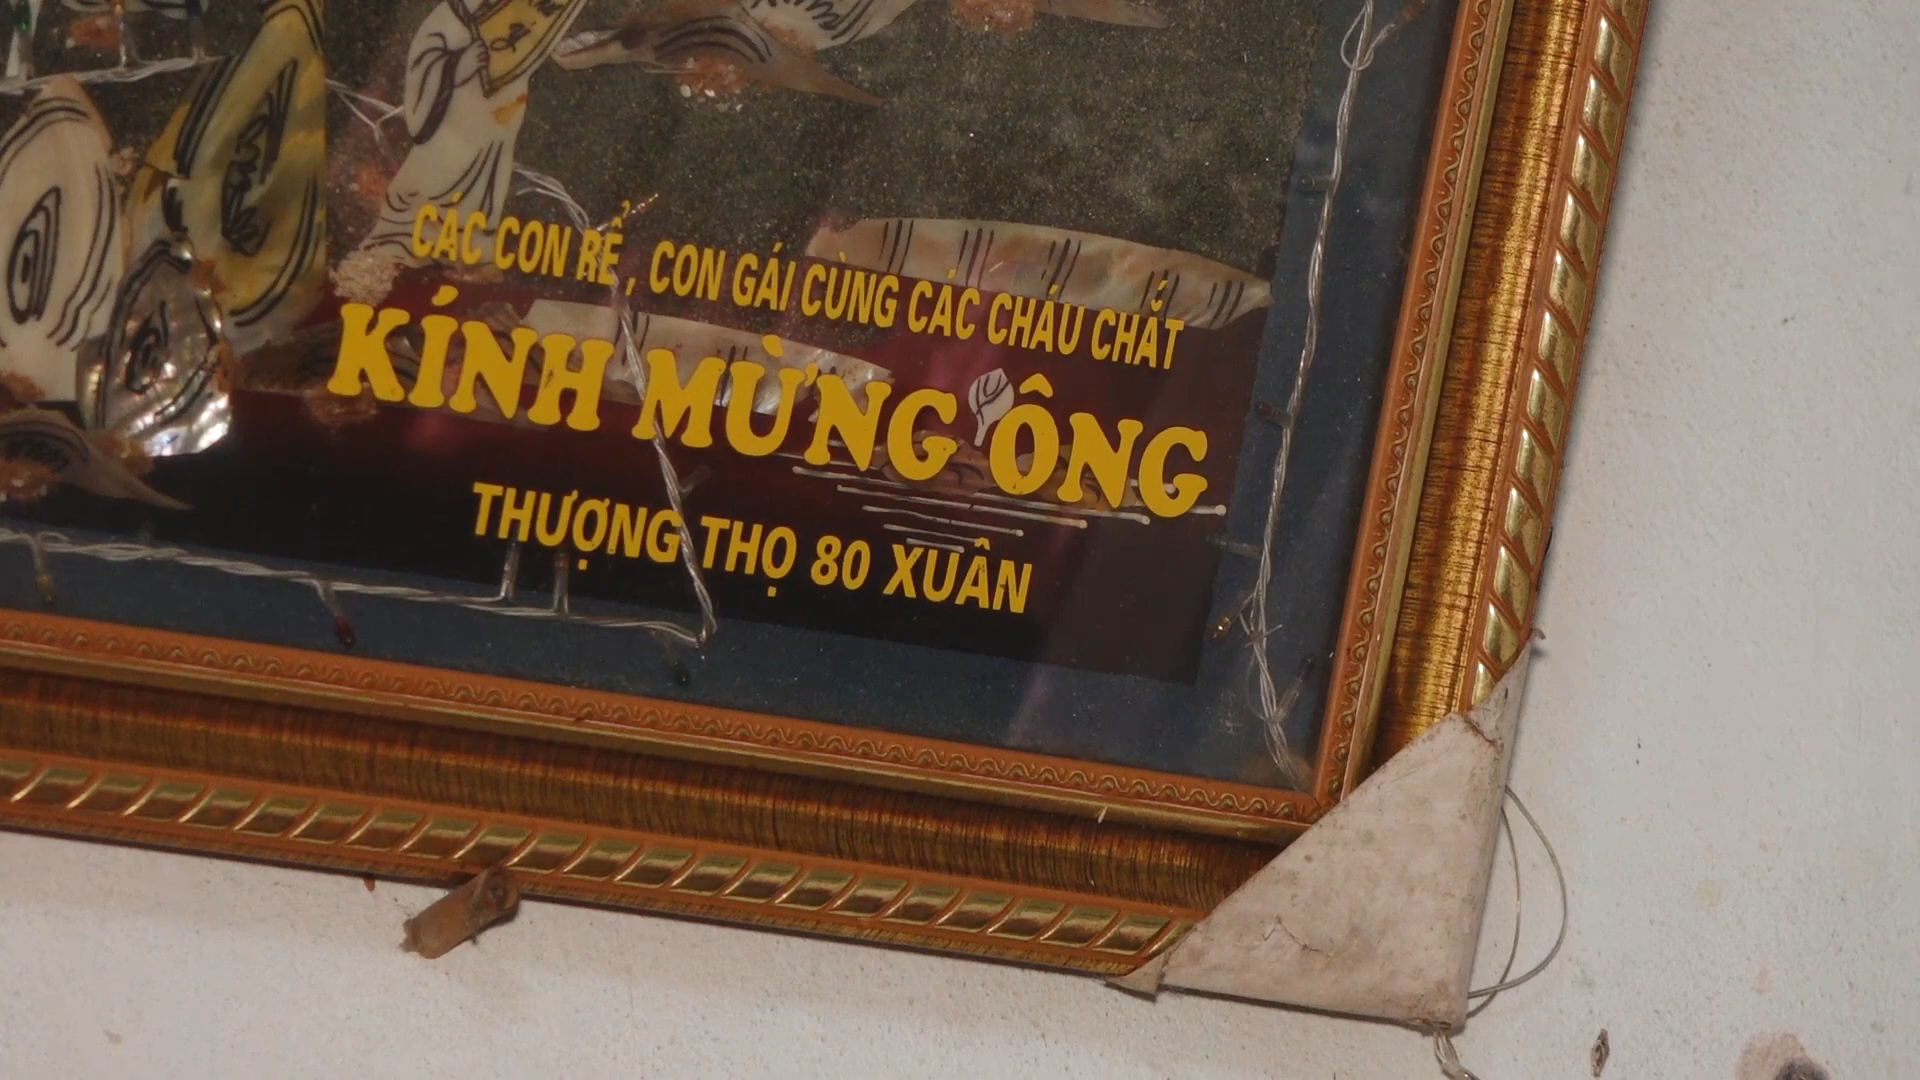 CÁC CON RỂ, CON GÁI CÙNG CÁC CHÁU CHẮT
KÍNH MỪNG ÔNG
THƯỢNG THỌ 80 XUÂN